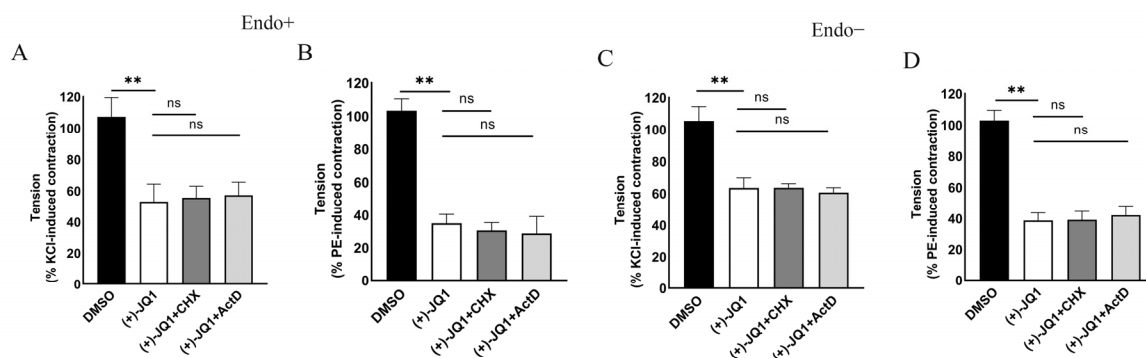 Endo+
Endo−
A
Tension
(% KCl-induced contraction)
120
100
80
60
40
20
0
**
ns
ns
DMSO
(+)-JQ1
(+)-JQ1+CHX
(+)-JQ1+ActD
B
Tension
(% PE-induced contraction)
120
100
80
60
40
20
0
**
ns
ns
DMSO
(+)-JQ1
(+)-JQ1+CHX
(+)-JQ1+ActD
C
Tension
(% KCl-induced contraction)
120
100
80
60
40
20
0
**
ns
ns
DMSO
(+)-JQ1
(+)-JQ1+CHX
(+)-JQ1+ActD
D
Tension
(% PE-induced contraction)
120
100
80
60
40
20
0
**
ns
ns
DMSO
(+)-JQ1
(+)-JQ1+CHX
(+)-JQ1+ActD